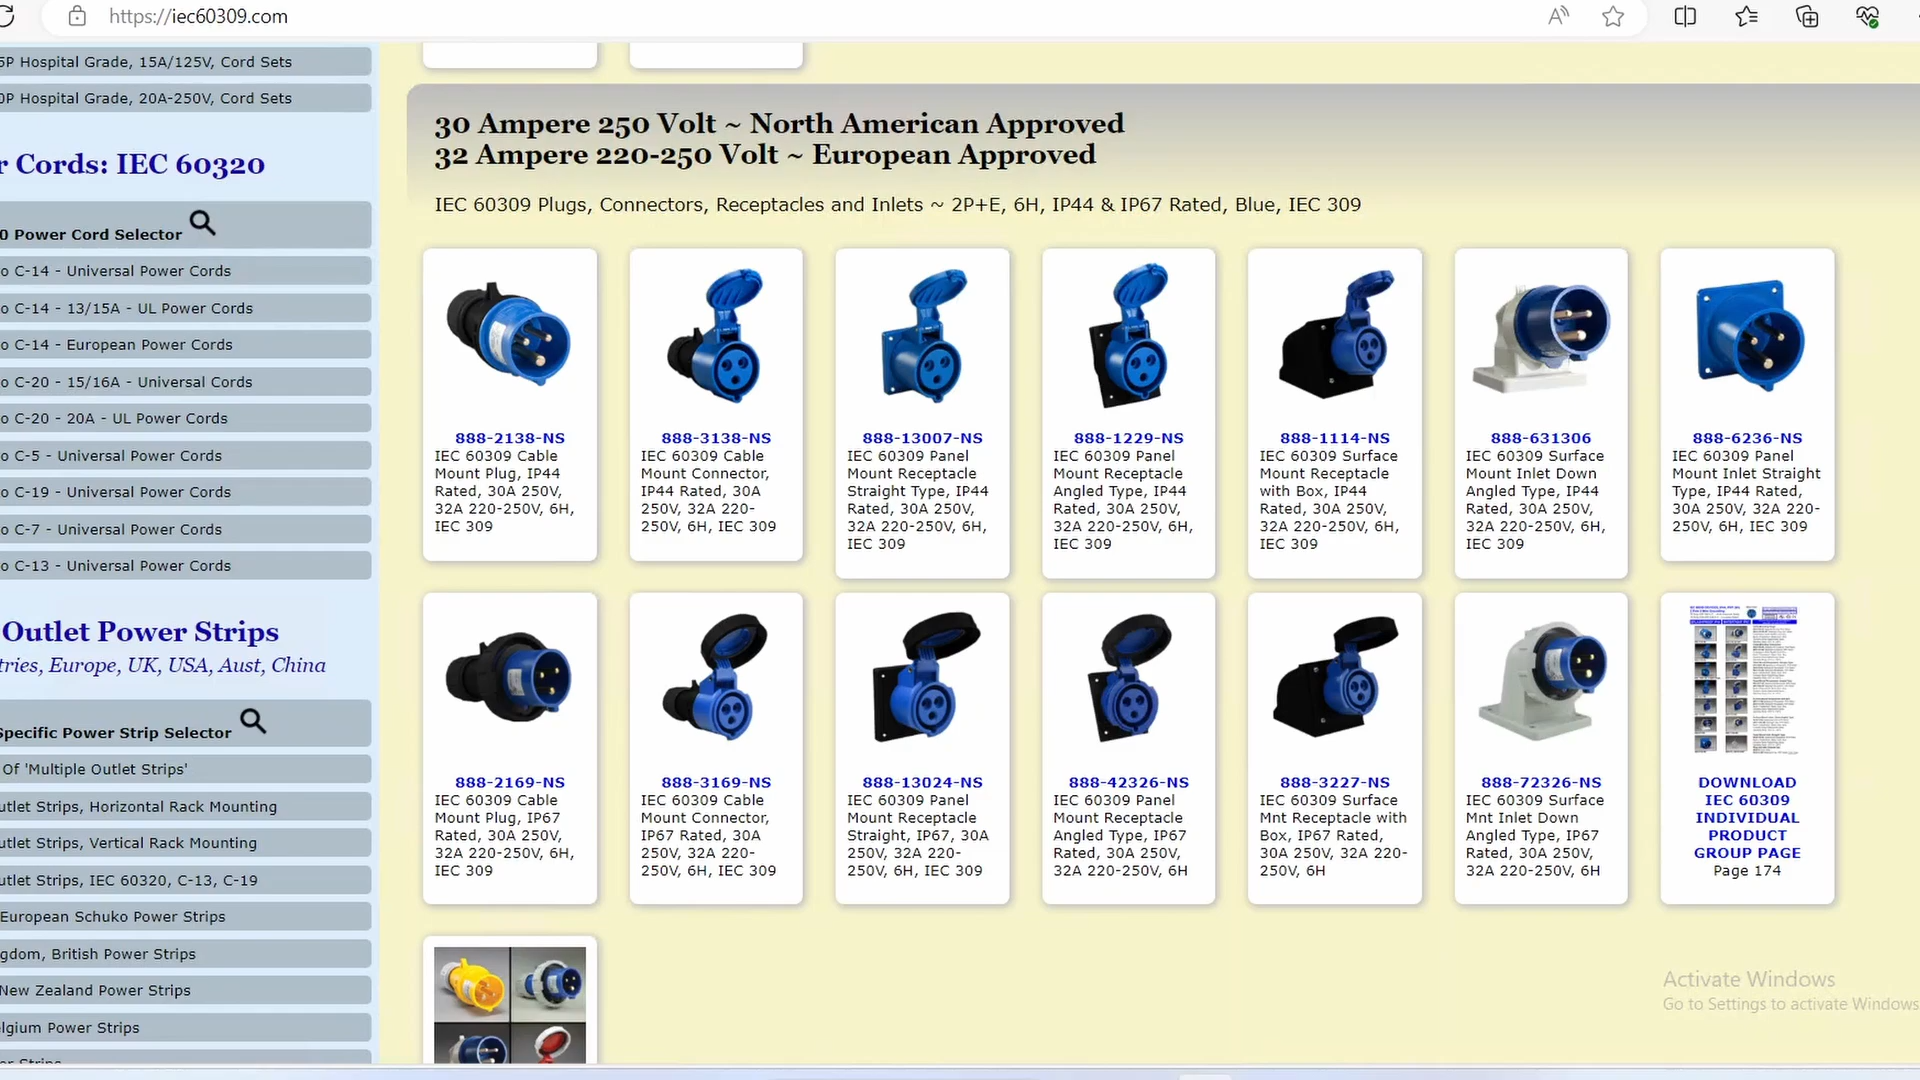 https://iec60309.com
5P Hospital Grade, 15A/125V, Cord Sets
0P Hospital Grade, 20A-250V, Cord Sets
r Cords: IEC 60320
0 Power Cord Selector
o C-14 - Universal Power Cords
o C-14 - 13/15A - UL Power Cords
o C-14 - European Power Cords
o C-20 - 15/16A - Universal Cords
o C-20 - 20A - UL Power Cords
o C-5 - Universal Power Cords
o C-19 - Universal Power Cords
o C-7 - Universal Power Cords
o C-13 - Universal Power Cords
Outlet Power Strips
tries, Europe, UK, USA, Aust, China
Specific Power Strip Selector
Of 'Multiple Outlet Strips'
utlet Strips, Horizontal Rack Mounting
utlet Strips, Vertical Rack Mounting
utlet Strips, IEC 60320, C-13, C-19
European Schuko Power Strips
gdom, British Power Strips
New Zealand Power Strips
elgium Power Strips
30 Ampere 250 Volt ~ North American Approved
32 Ampere 220-250 Volt ~ European Approved
IEC 60309 Plugs, Connectors, Receptacles and Inlets ~ 2P+E, 6H, IP44 & IP67 Rated, Blue, IEC 309
888-2138-NS
IEC 60309 Cable
Mount Plug, IP44
Rated, 30A 250V,
32A 220-250V, 6H,
IEC 309
888-3138-NS
IEC 60309 Cable
Mount Connector,
IP44 Rated, 30A
250V, 32A 220-
250V, 6H, IEC 309
888-13007-NS
IEC 60309 Panel
Mount Receptacle
Straight Type, IP44
Rated, 30A 250V,
32A 220-250V, 6H,
IEC 309
888-1229-NS
IEC 60309 Panel
Mount Receptacle
Angled Type, IP44
Rated, 30A 250V,
32A 220-250V, 6H,
IEC 309
888-1114-NS
IEC 60309 Surface
Mount Receptacle
with Box, IP44
Rated, 30A 250V,
32A 220-250V, 6H,
IEC 309
888-631306
IEC 60309 Surface
Mount Inlet Down
Angled Type, IP44
Rated, 30A 250V,
32A 220-250V, 6H,
IEC 309
888-6236-NS
IEC 60309 Panel
Mount Inlet Straight
Type, IP44 Rated,
30A 250V, 32A 220-
250V, 6H, IEC 309
888-2169-NS
IEC 60309 Cable
Mount Plug, IP67
Rated, 30A 250V,
32A 220-250V, 6H,
IEC 309
888-3169-NS
IEC 60309 Cable
Mount Connector,
IP67 Rated, 30A
250V, 32A 220-
250V, 6H, IEC 309
888-13024-NS
IEC 60309 Panel
Mount Receptacle
Straight, IP67, 30A
250V, 32A 220-
250V, 6H, IEC 309
888-42326-NS
IEC 60309 Panel
Mount Receptacle
Angled Type, IP67
Rated, 30A 250V,
32A 220-250V, 6H
888-3227-NS
IEC 60309 Surface
Mnt Receptacle with
Box, IP67 Rated,
30A 250V, 32A 220-
250V, 6H
888-72326-NS
IEC 60309 Surface
Mnt Inlet Down
Angled Type, IP67
Rated, 30A 250V,
32A 220-250V, 6H
DOWNLOAD
IEC 60309
INDIVIDUAL
PRODUCT
GROUP PAGE
Page 174
Activate Windows
Go to Settings to activate Windows